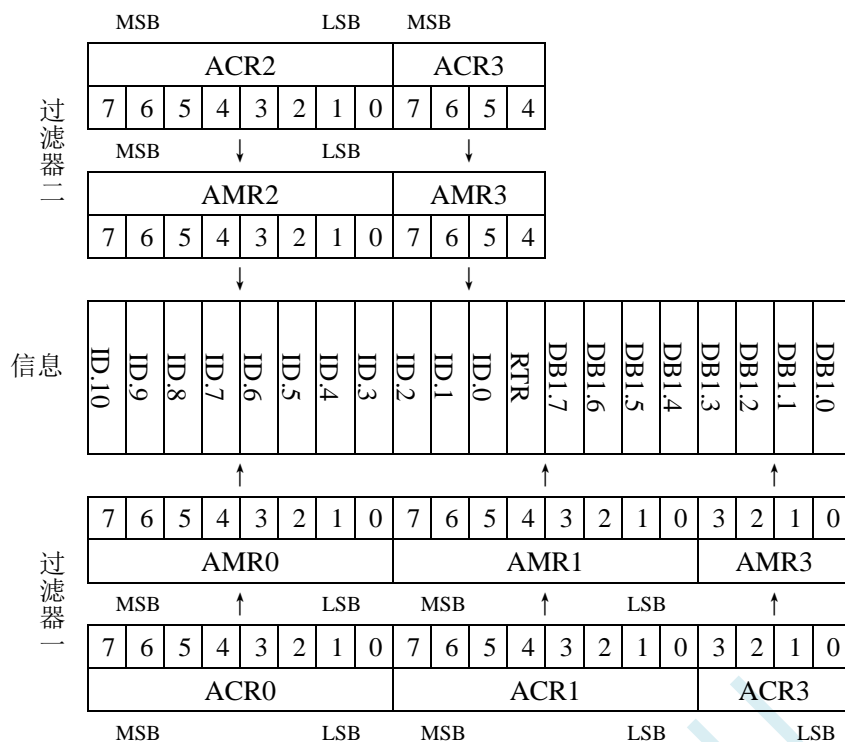 MSB LSB MSB
ACR2 ACR3
7 6 5 4 3 2 1 0 7 6 5 4
MSB LSB
AMR2 AMR3
7 6 5 4 3 2 1 0 7 6 5 4
过滤器二
信息
ID.10 ID.9 ID.8 ID.7 ID.6 ID.5 ID.4 ID.3 ID.2 ID.1 ID.0 RTR DB1.7 DB1.6 DB1.5 DB1.4 DB1.3 DB1.2 DB1.1 DB1.0
过滤器一
7 6 5 4 3 2 1 0 7 6 5 4 3 2 1 0 3 2 1 0
AMR0 AMR1 AMR3
MSB LSB MSB LSB
7 6 5 4 3 2 1 0 7 6 5 4 3 2 1 0 3 2 1 0
ACR0 ACR1 ACR3
MSB LSB MSB LSB LSB